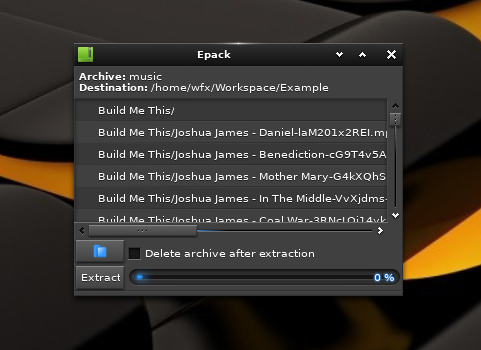 Epack
Archive: music
Destination: /home/wfx/Workspace/Example
Build Me This/
Build Me This/Joshua James - Daniel-laM201x2REI.mp
Build Me This/Joshua James - Benediction-cG9T4v5A
Build Me This/Joshua James - Mother Mary-G4kXQhS
Build Me This/Joshua James - In The Middle-VvXjdms-
Build Me This/Joshua James - Coal War-
Delete archive after extraction
Extract
0 %